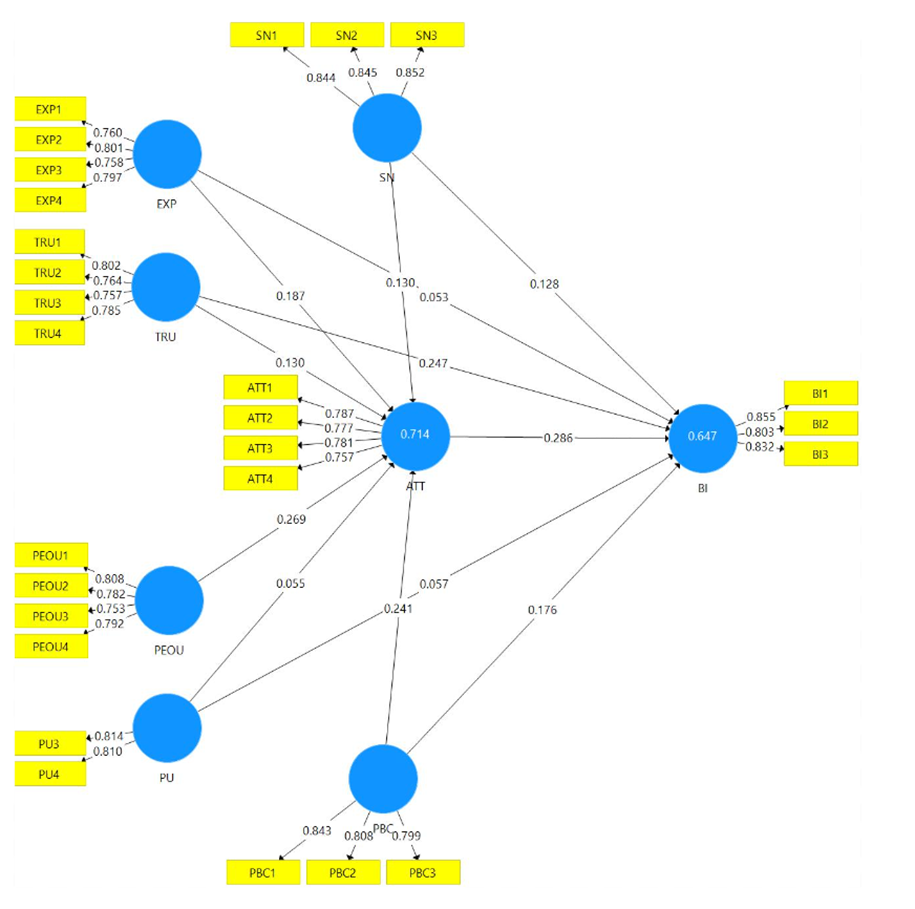 SN1 SN2 SN3
0.844 0.845 0.852
SN
EXP1
EXP2
EXP3
EXP4
0.760
0.801
0.758
0.797
EXP
TRU1
TRU2
TRU3
TRU4
0.802
0.764
0.757
0.785
TRU
0.187
0.130
0.053
0.128
0.130
0.247
ATT1
ATT2
ATT3
ATT4
0.787
0.777
0.781
0.757
0.714
ATT
0.286
0.647
BI
0.855
0.803
0.832
BI1
BI2
BI3
0.269
0.055
0.057
0.241
0.176
PEOU1
PEOU2
PEOU3
PEOU4
0.808
0.782
0.753
0.792
PEOU
PU3
PU4
0.814
0.810
PU
PBC
0.843 0.808 0.799
PBC1 PBC2 PBC3